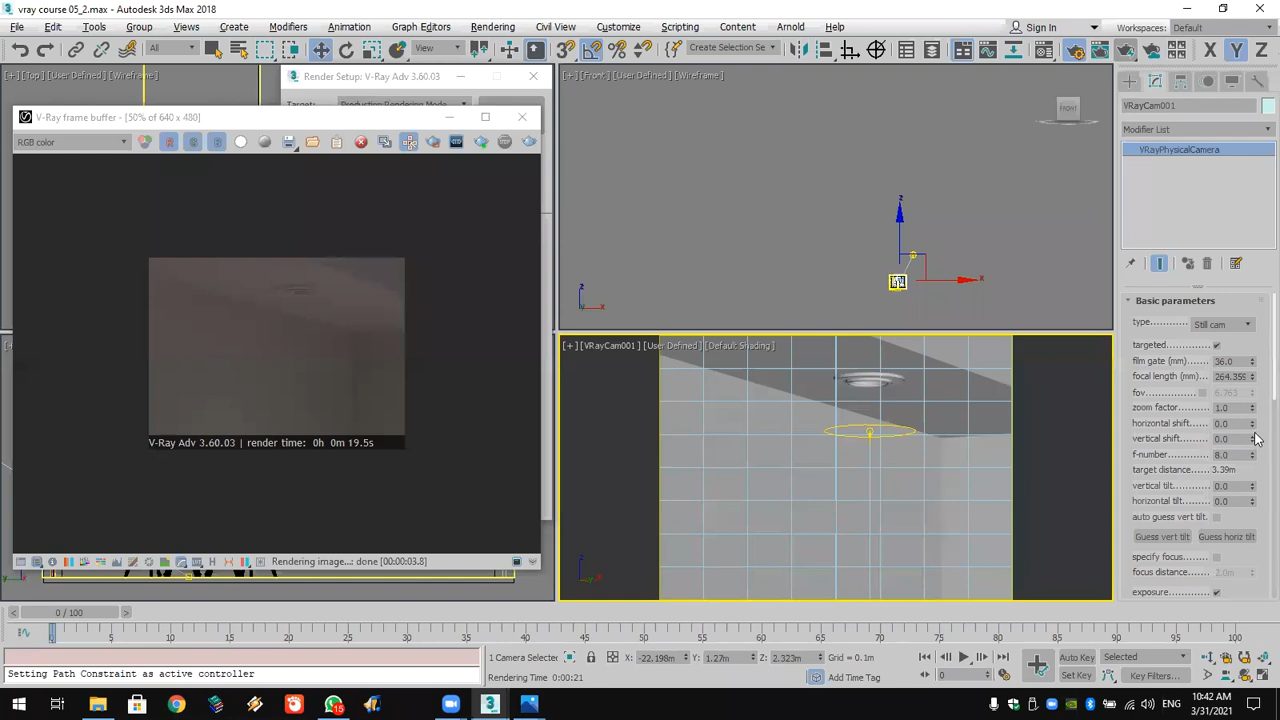 vray course 05_2.max - Autodesk 3ds Max 2018
File Edit Tools Group Views Create Modifiers Animation Graph Editors Rendering Civil View Customize Scripting Content Arnold Help Sign In Workspaces: Default
All View Create Selection Se X Y Z
[+] [Top] [User Defined] [Wireframe]
Render Setup: V-Ray Adv 3.60.03
Target: Production Rendering Mode
V-Ray frame buffer - [50% of 640 x 480]
RGB color
V-Ray Adv 3.60.03 | render time: 0h 0m 19.5s
Rendering image...: done [00:00:03.8]
[+] [Front] [User Defined] [Wireframe]
FRONT
z
x
z
x
[+] [VRayCam001] [User Defined] [Default Shading]
VRayCam001
Modifier List
VRayPhysicalCamera
Basic parameters
type............. Still cam
targeted.............
film gate (mm)...... 36.0
focal length (mm)... 264.359
fov................. 6.763
zoom factor......... 1.0
horizontal shift.... 0.0
vertical shift...... 0.0
f-number............ 8.0
target distance... 3.39m
vertical tilt....... 0.0
horizontal tilt..... 0.0
auto guess vert tilt.
Guess vert tilt Guess horiz tilt
specify focus.......
focus distance...... 2.0m
exposure............
0 / 100
0 5 10 15 20 25 30 35 40 45 50 55 60 65 70 75 80 85 90 95 100
1 Camera Selected X: -22.198m Y: 1.27m Z: 2.323m Grid = 0.1m Auto Key Selected
Setting Path Constraint as active controller Rendering Time 0:00:21 Add Time Tag 0 Set Key Key Filters...
15 ENG 10:42 AM 3/31/2021